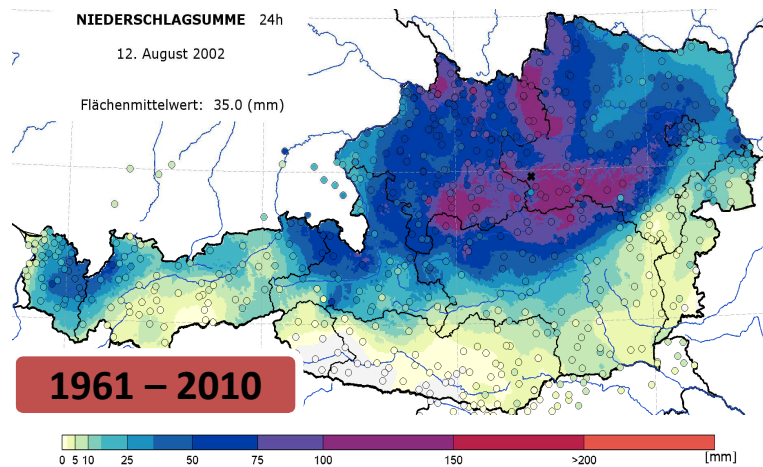 NIEDERSCHLAGSUMME 24h
12. August 2002
Flächenmittelwert: 35.0 (mm)
1961 – 2010
0 5 10 25 50 75 100 150 >200 [mm]